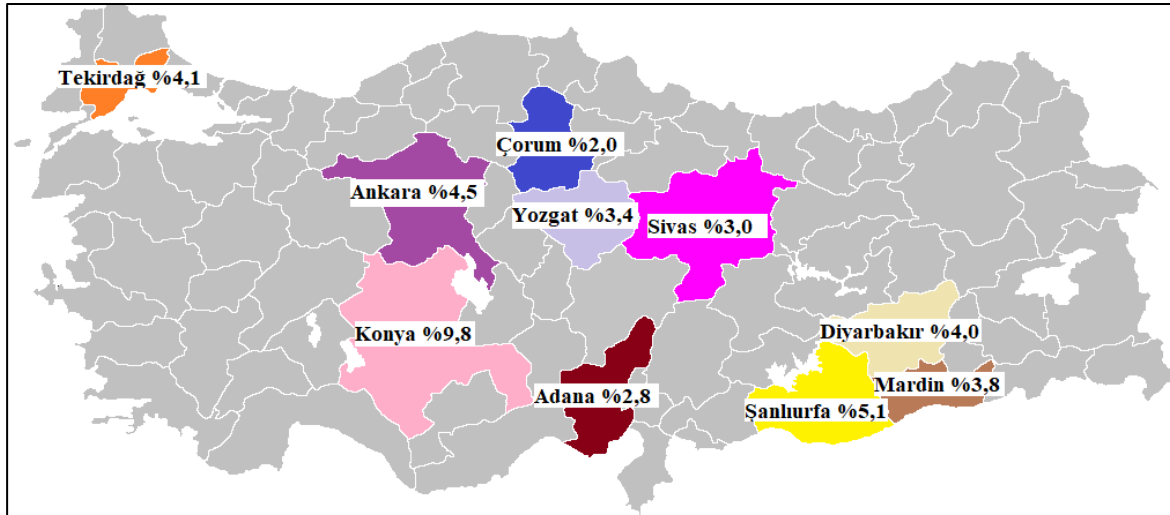 Tekirdağ %4,1
Çorum %2,0
Ankara %4,5
Yozgat %3,4
Sivas %3,0
Konya %9,8
Diyarbakır %4,0
Mardin %3,8
Adana %2,8
Şanlıurfa %5,1